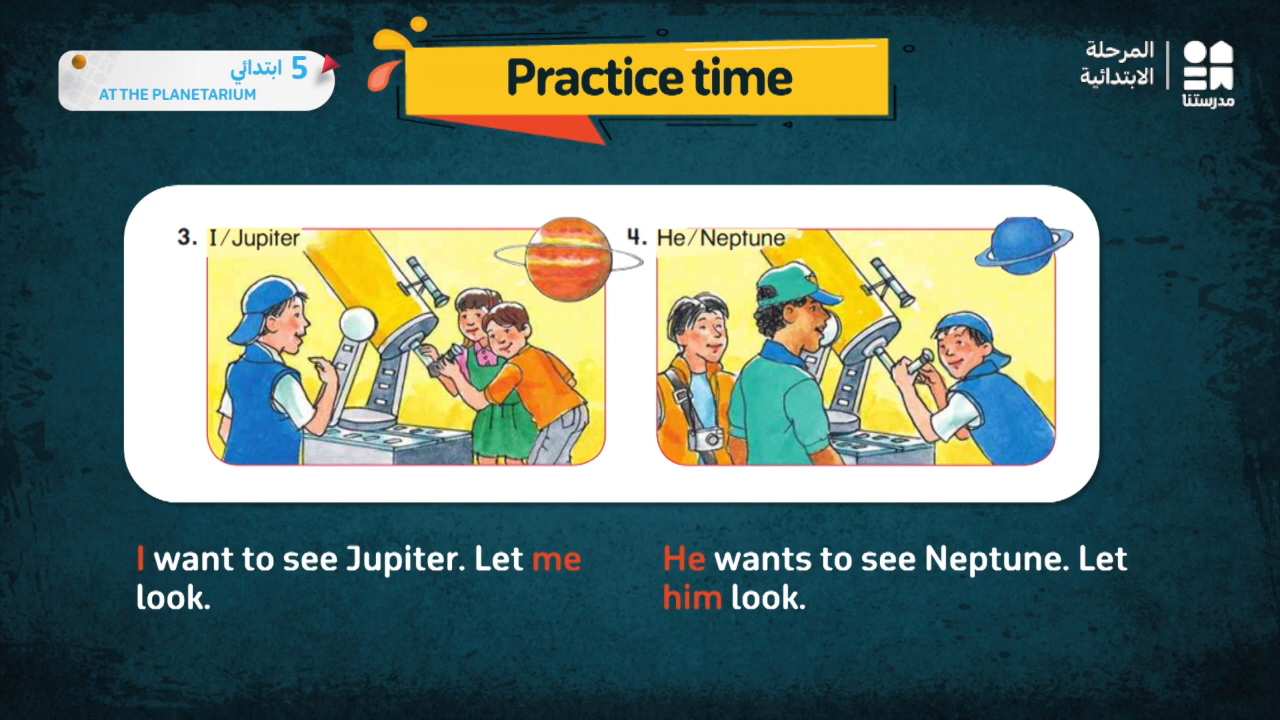 5 ابتدائي
AT THE PLANETARIUM
Practice time
المرحلة
الابتدائية
مدرستنا
3. I/Jupiter
4. He/Neptune
I want to see Jupiter. Let me
look.
He wants to see Neptune. Let
him look.